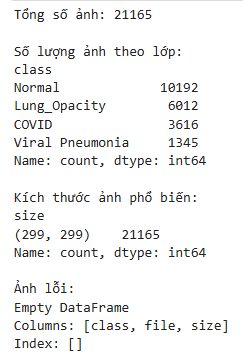 Tổng số ảnh: 21165

Số lượng ảnh theo lớp:
class
Normal 10192
Lung_Opacity 6012
COVID 3616
Viral Pneumonia 1345
Name: count, dtype: int64

Kích thước ảnh phổ biến:
size
(299, 299) 21165
Name: count, dtype: int64

Ảnh lỗi:
Empty DataFrame
Columns: [class, file, size]
Index: []